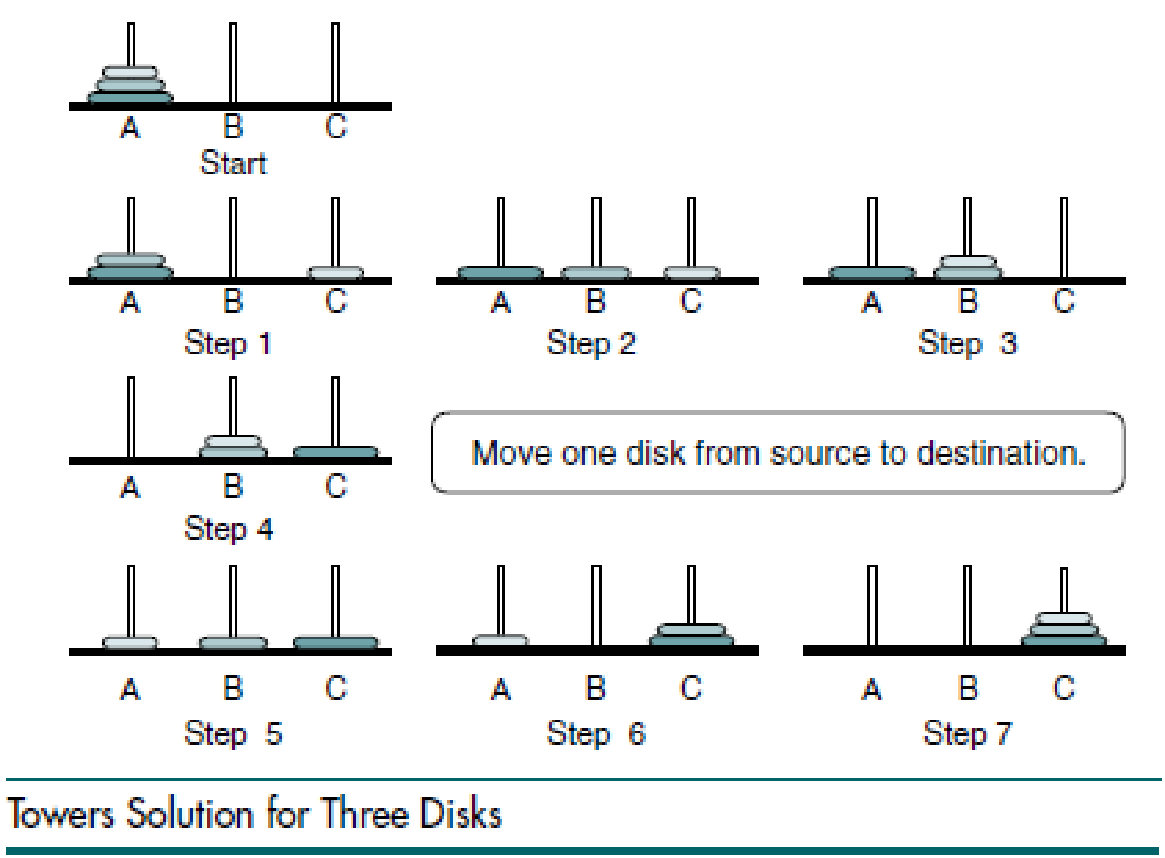 A B C
Start
A B C A B C A B C
Step 1 Step 2 Step 3
A B C
Move one disk from source to destination.
Step 4
A B C A B C A B C
Step 5 Step 6 Step 7
Towers Solution for Three Disks